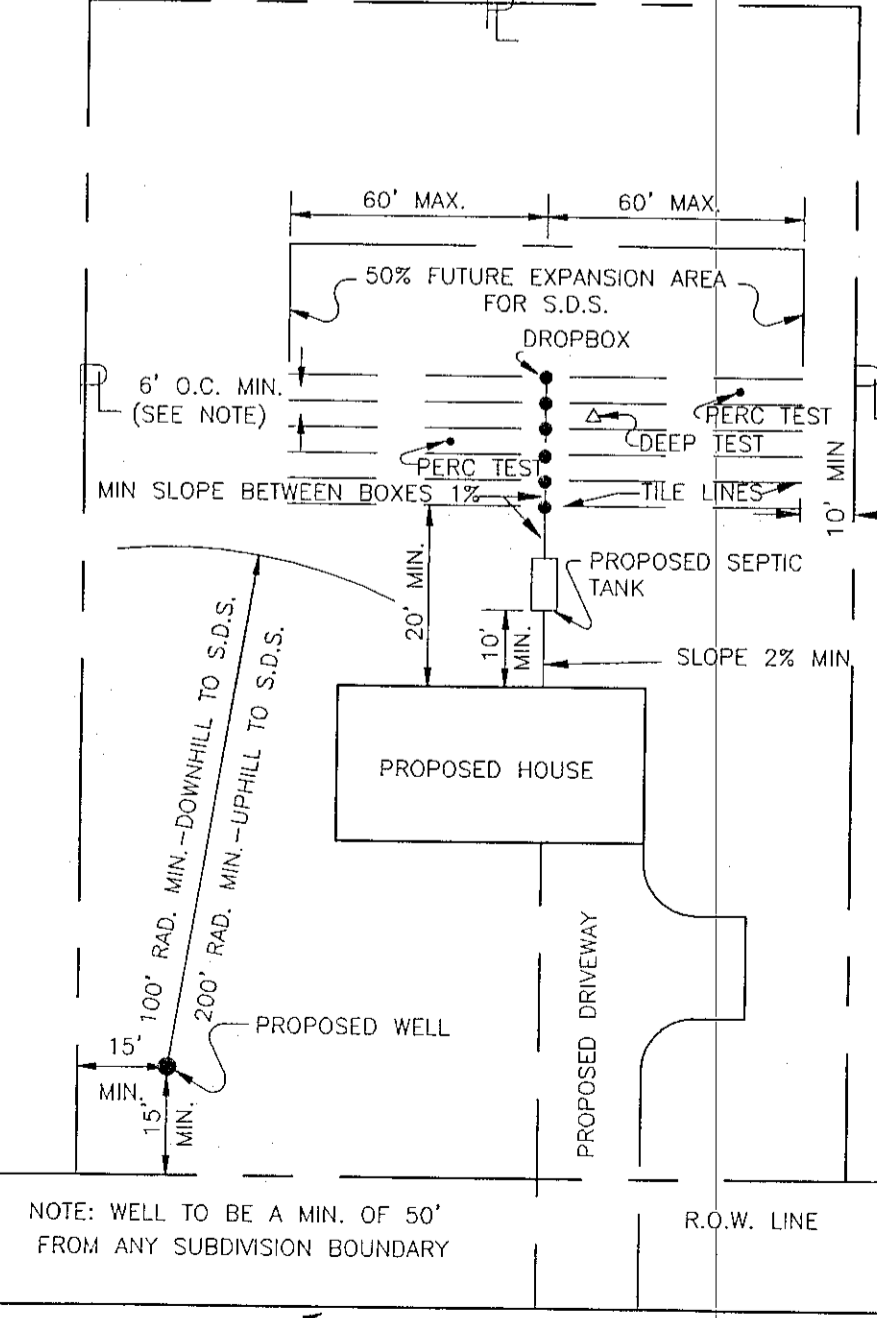 60' MAX.
60' MAX.
50% FUTURE EXPANSION AREA
FOR S.D.S.
DROPBOX
6' O.C. MIN.
(SEE NOTE)
PERC TEST
DEEP TEST
PERC TEST
MIN SLOPE BETWEEN BOXES 1%
TILE LINES
10' MIN
PROPOSED SEPTIC
TANK
20' MIN.
10'
MIN.
SLOPE 2% MIN
PROPOSED HOUSE
100' RAD. MIN.-DOWNHILL TO S.D.S.
200' RAD. MIN.-UPHILL TO S.D.S.
PROPOSED DRIVEWAY
PROPOSED WELL
15'
MIN.
15'
MIN.
NOTE: WELL TO BE A MIN. OF 50'
FROM ANY SUBDIVISION BOUNDARY
R.O.W. LINE